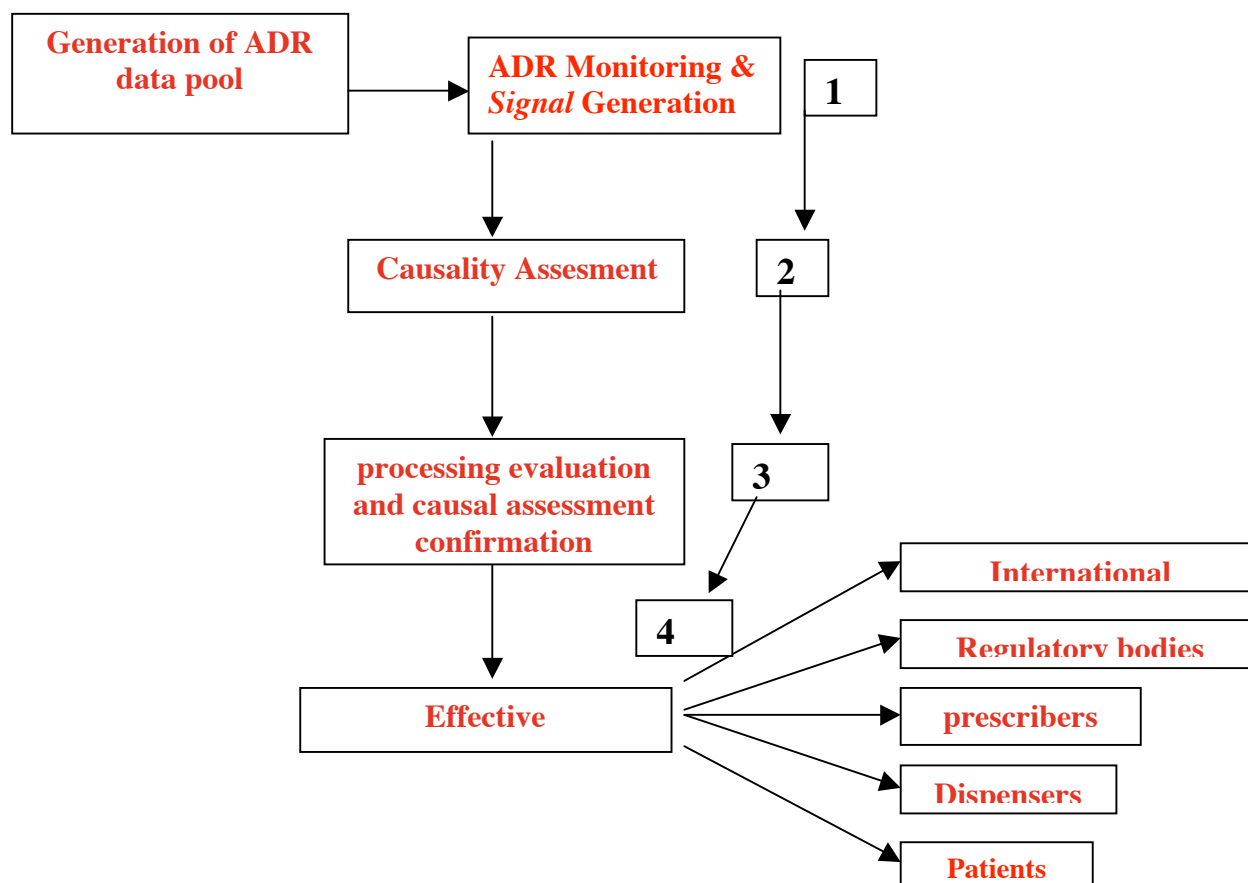 Generation of ADR
data pool
ADR Monitoring &
Signal Generation
1
Causality Assesment
2
processing evaluation
and causal assessment
confirmation
3
International
4
Regulatory bodies
Effective
prescribers
Dispensers
Patients